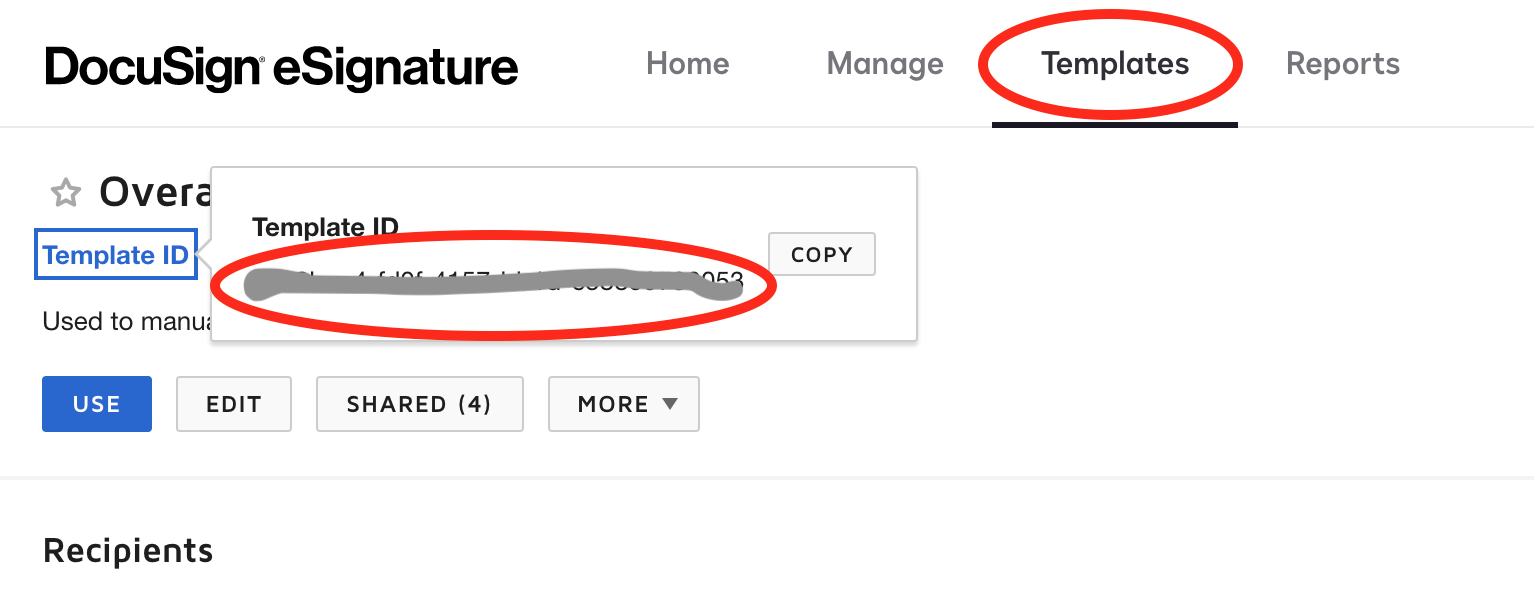 DocuSign® eSignature Home Manage Templates Reports
Overa
Template ID
Template ID
COPY
Used to manua
USE EDIT SHARED (4) MORE
Recipients